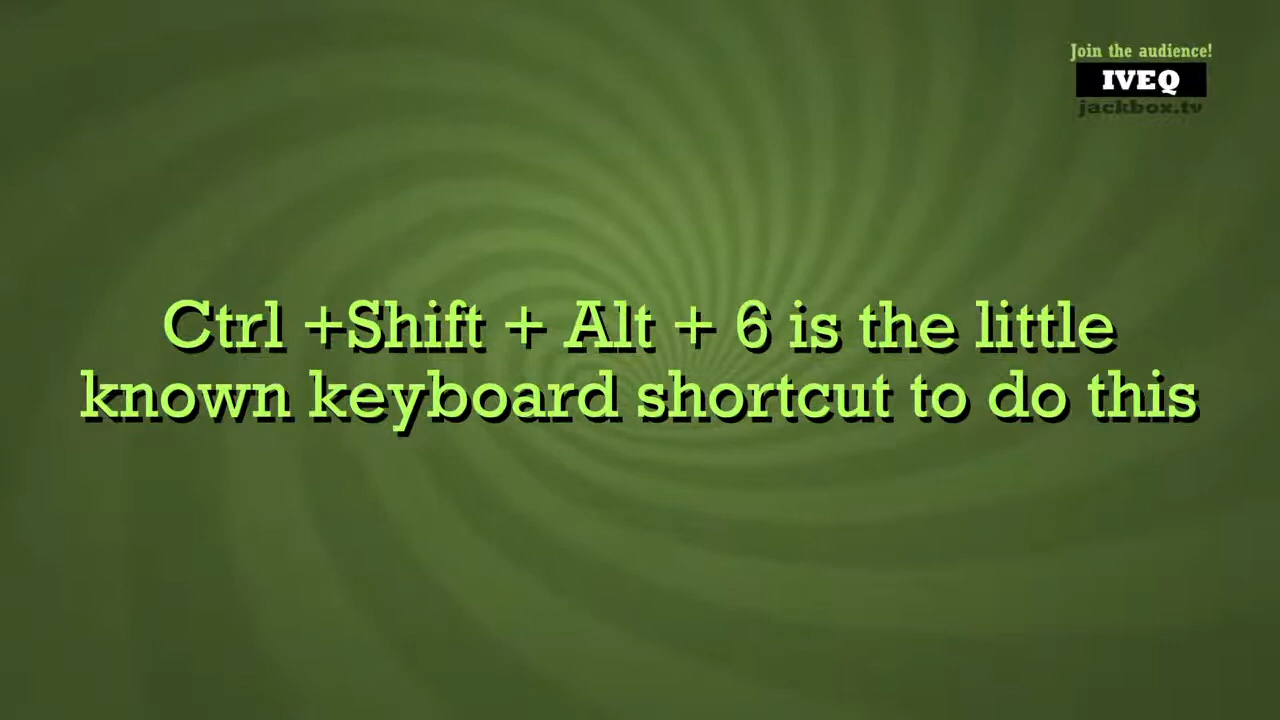 Join the audience!
IVEQ
jackbox.tv
Ctrl +Shift + Alt + 6 is the little
known keyboard shortcut to do this